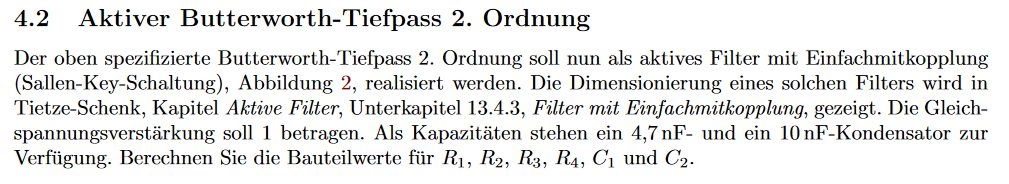 4.2 Aktiver Butterworth-Tiefpass 2. Ordnung
Der oben spezifizierte Butterworth-Tiefpass 2. Ordnung soll nun als aktives Filter mit Einfachmitkopplung
(Sallen-Key-Schaltung), Abbildung 2, realisiert werden. Die Dimensionierung eines solchen Filters wird in
Tietze-Schenk, Kapitel Aktive Filter, Unterkapitel 13.4.3, Filter mit Einfachmitkopplung, gezeigt. Die Gleich-
spannungsverstärkung soll 1 betragen. Als Kapazitäten stehen ein 4,7 nF- und ein 10 nF-Kondensator zur
Verfügung. Berechnen Sie die Bauteilwerte für R₁, R₂, R₃, R₄, C₁ und C₂.